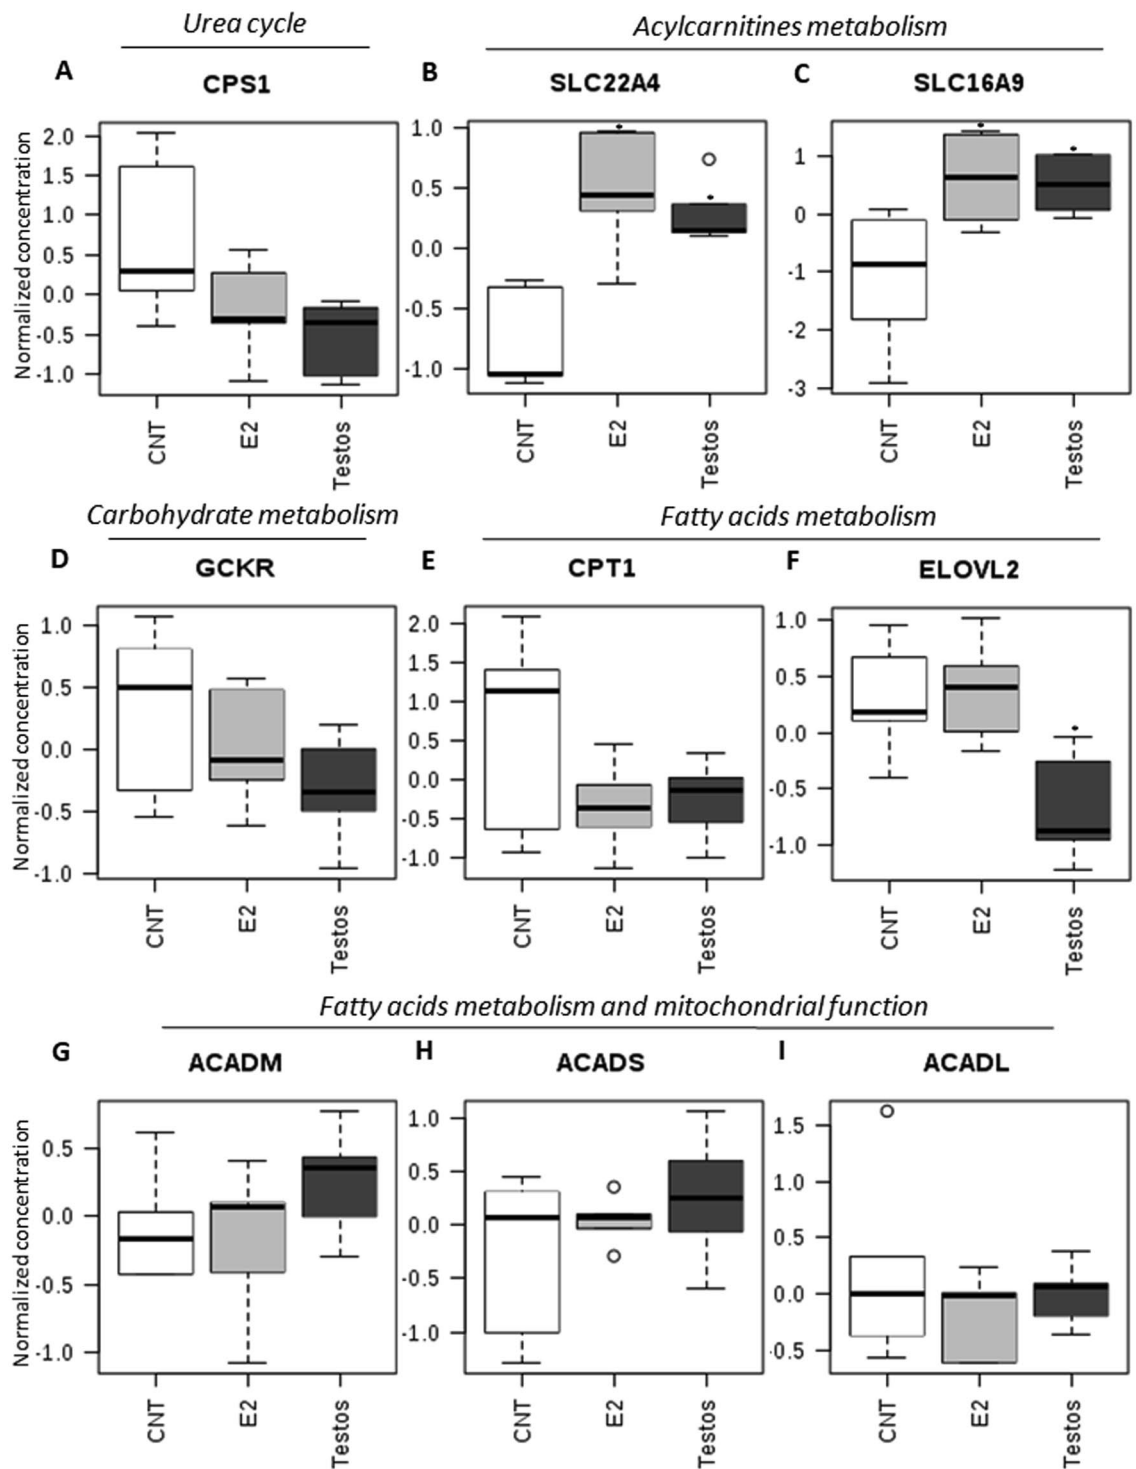 Urea cycle
Acylcarnitines metabolism
A
B
C
CPS1
SLC22A4
SLC16A9
Normalized concentration
2.0
1.5
1.0
0.5
0.0
-0.5
-1.0
1.0
0.5
0.0
-0.5
-1.0
1
0
-1
-2
-3
CNT
E2
Testos
CNT
E2
Testos
CNT
E2
Testos
Carbohydrate metabolism
Fatty acids metabolism
D
E
F
GCKR
CPT1
ELOVL2
Normalized concentration
1.0
0.5
0.0
-0.5
-1.0
2.0
1.5
1.0
0.5
0.0
-0.5
-1.0
1.0
0.5
0.0
-0.5
-1.0
CNT
E2
Testos
CNT
E2
Testos
CNT
E2
Testos
Fatty acids metabolism and mitochondrial function
G
H
I
ACADM
ACADS
ACADL
Normalized concentration
0.5
0.0
-0.5
-1.0
1.0
0.5
0.0
-0.5
-1.0
1.5
1.0
0.5
0.0
-0.5
CNT
E2
Testos
CNT
E2
Testos
CNT
E2
Testos